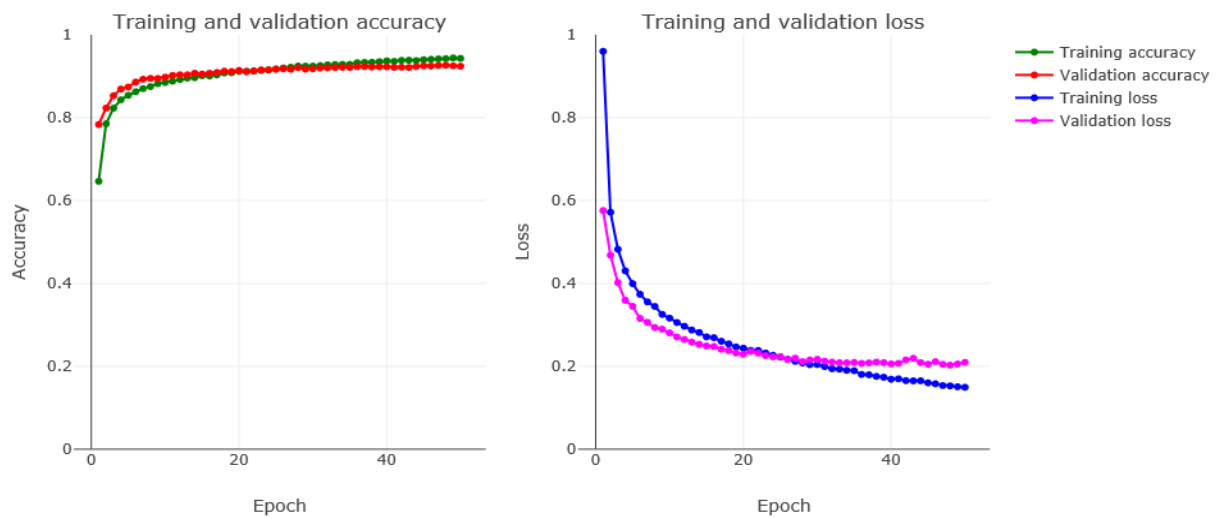 Training and validation accuracy
1
0.8
0.6
0.4
0.2
0
0
20
40
Accuracy
Epoch
Training and validation loss
1
0.8
0.6
0.4
0.2
0
0
20
40
Loss
Epoch
Training accuracy
Validation accuracy
Training loss
Validation loss